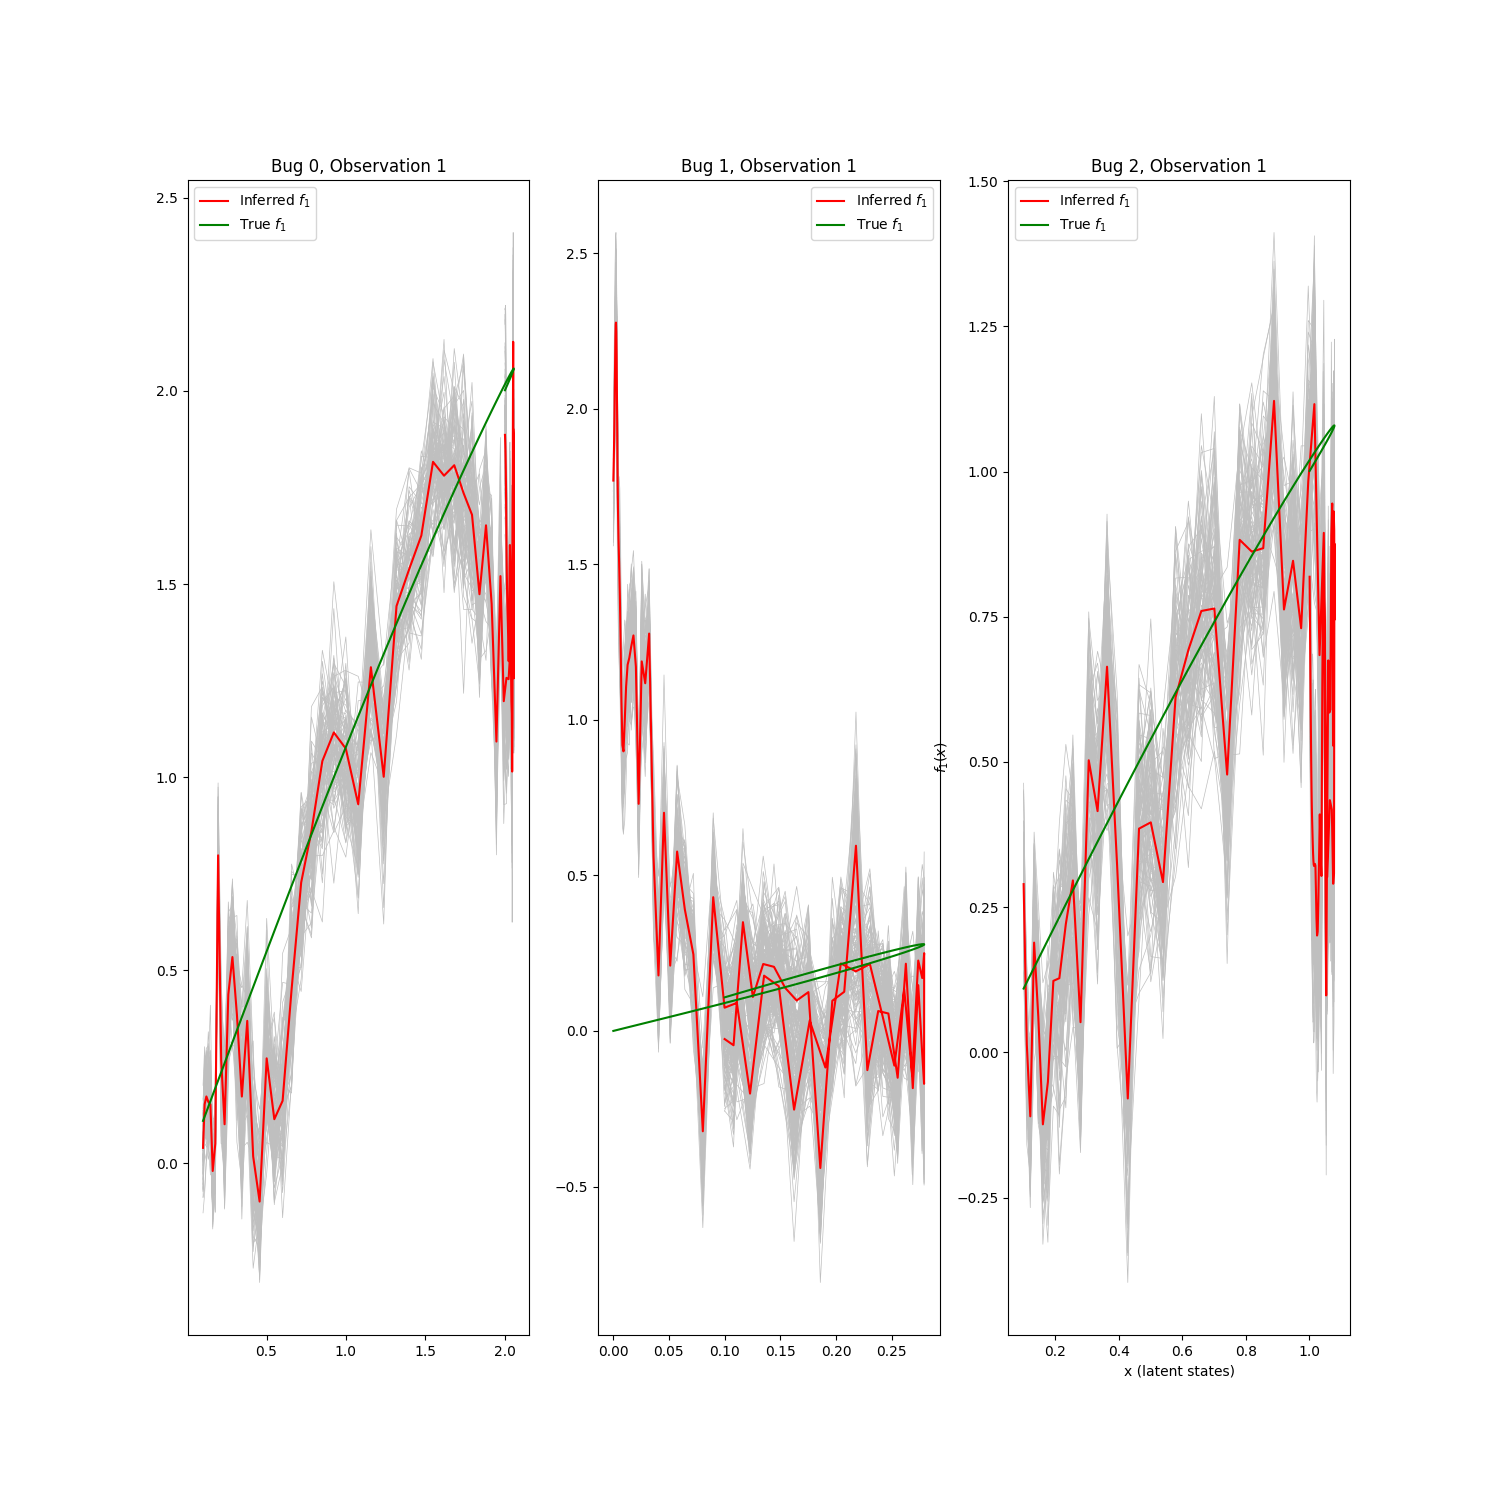 Bug 0, Observation 1
Inferred f₁
True f₁
2.5
2.0
1.5
1.0
0.5
0.0
0.5 1.0 1.5 2.0
Bug 1, Observation 1
Inferred f₁
True f₁
2.5
2.0
1.5
1.0
0.5
0.0
−0.5
0.00 0.05 0.10 0.15 0.20 0.25
Bug 2, Observation 1
Inferred f₁
True f₁
f₁(x)
1.50
1.25
1.00
0.75
0.50
0.25
0.00
−0.25
0.2 0.4 0.6 0.8 1.0
x (latent states)